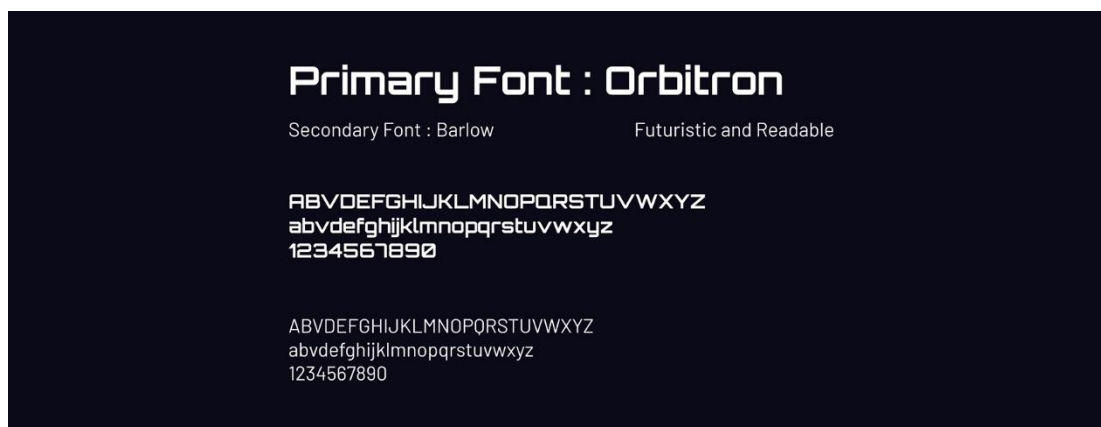 Primary Font : Orbitron
Secondary Font : Barlow
Futuristic and Readable
ABVDEFGHIJKLMNOPQRSTUVWXYZ
abvdefghijklmnopqrstuvwxyz
1234567890
ABVDEFGHIJKLMNOPQRSTUVWXYZ
abvdefghijklmnopqrstuvwxyz
1234567890